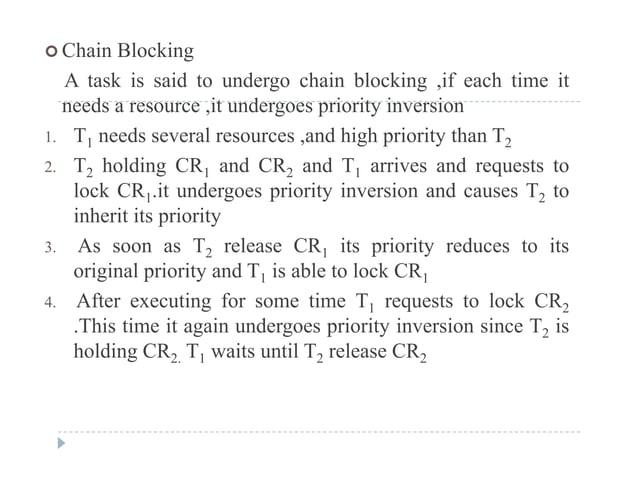 Chain Blocking
A task is said to undergo chain blocking ,if each time it
needs a resource ,it undergoes priority inversion
1. T₁ needs several resources ,and high priority than T₂
2. T₂ holding CR₁ and CR₂ and T₁ arrives and requests to
lock CR₁.it undergoes priority inversion and causes T₂ to
inherit its priority
3. As soon as T₂ release CR₁ its priority reduces to its
original priority and T₁ is able to lock CR₁
4. After executing for some time T₁ requests to lock CR₂
.This time it again undergoes priority inversion since T₂ is
holding CR₂. T₁ waits until T₂ release CR₂